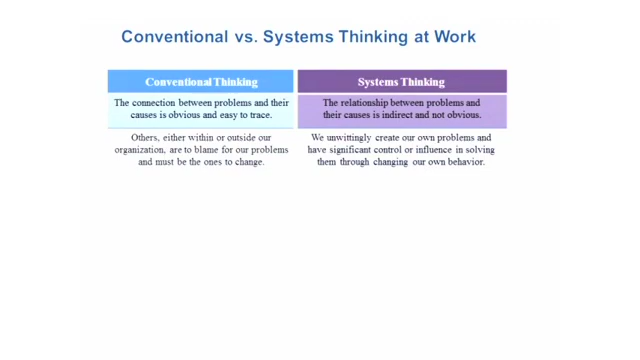 Conventional vs. Systems Thinking at Work
Conventional Thinking
Systems Thinking
The connection between problems and their
causes is obvious and easy to trace.
The relationship between problems and
their causes is indirect and not obvious.
Others, either within or outside our
organization, are to blame for our problems
and must be the ones to change.
We unwittingly create our own problems and
have significant control or influence in solving
them through changing our own behavior.